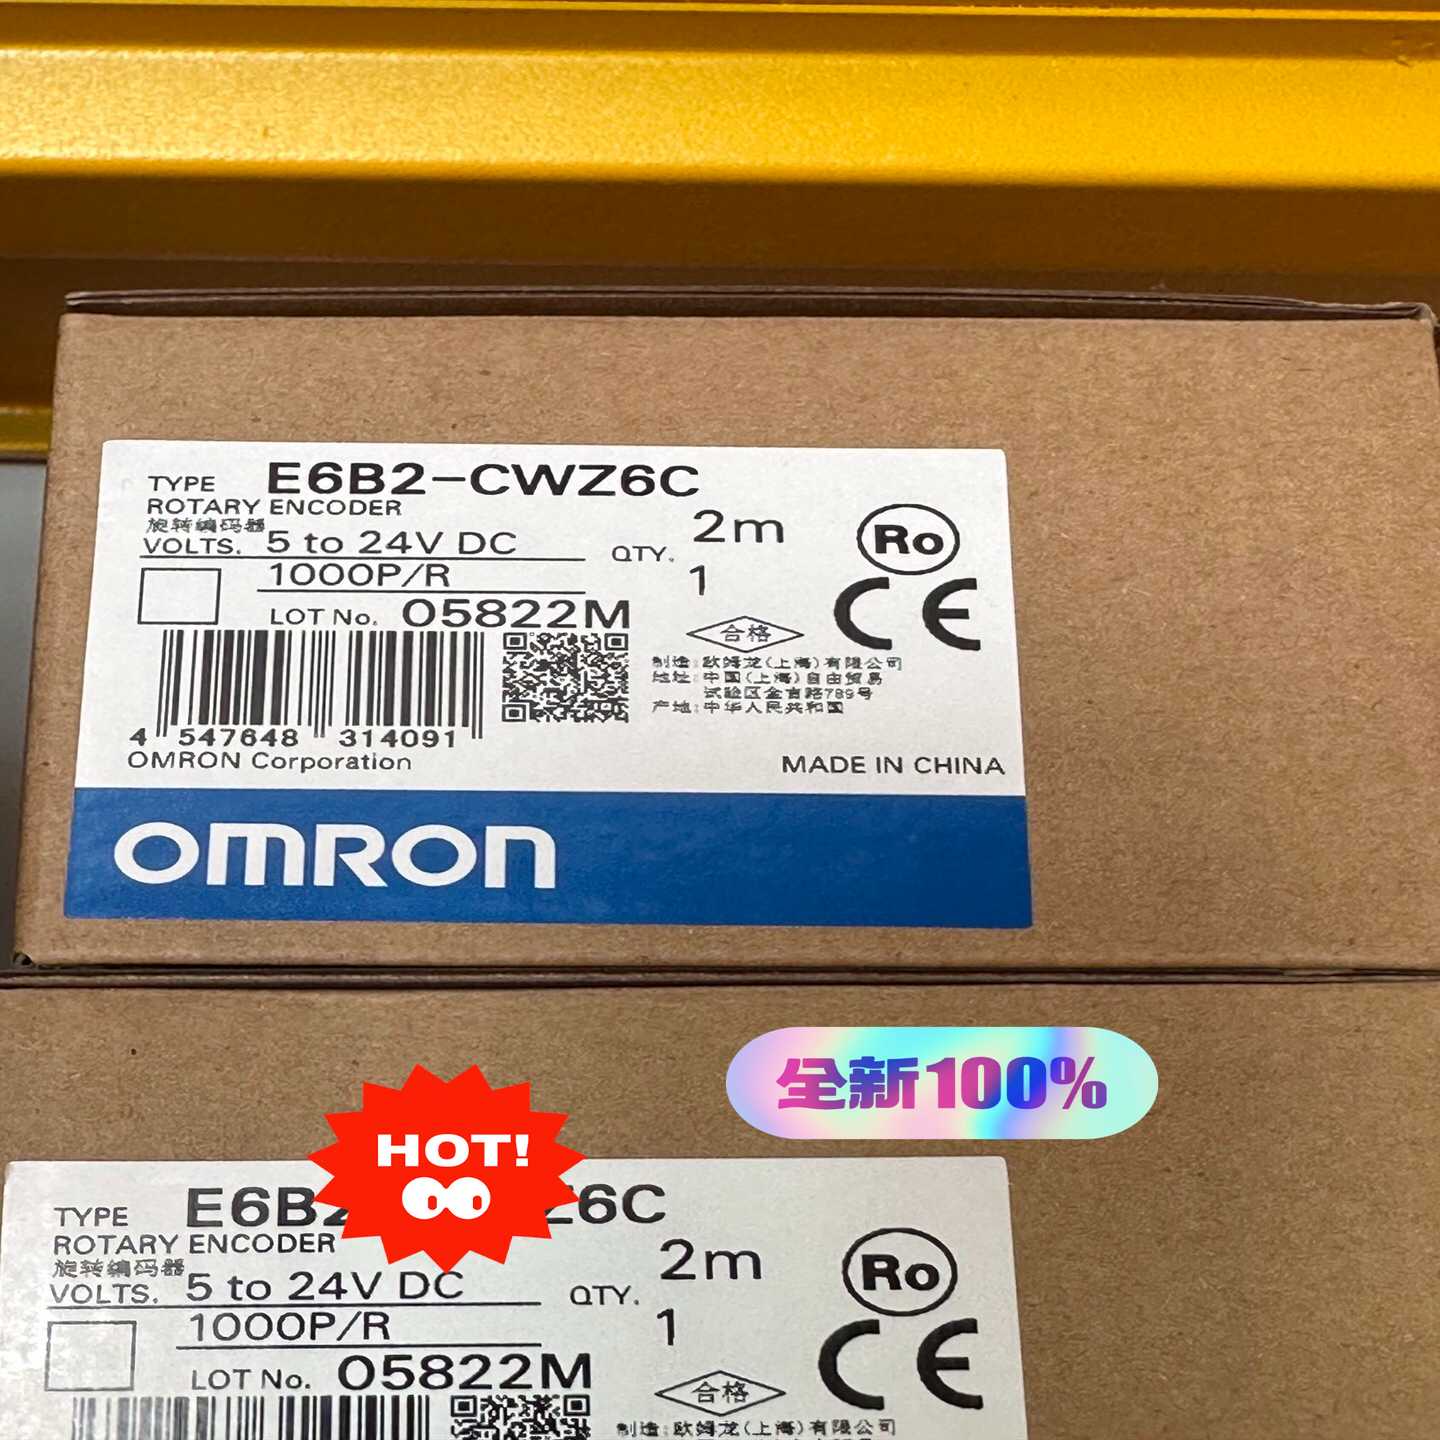 TYPE E6B2-CWZ6C
ROTARY ENCODER
旋转编码器
VOLTS. 5 to 24V DC
2m
QTY. 1
1000P/R
LOT No. 05822M
Ro
CE
合格
制造:欧姆龙(上海)有限公司
地址:中国(上海)自由贸易
试验区金吉路789号
产地:中华人民共和国
4 547648 314091
OMRON Corporation
MADE IN CHINA
OMRON
全新100%
HOT!
TYPE E6B2 Z6C
ROTARY ENCODER
旋转编码器
VOLTS. 5 to 24V DC
2m
QTY. 1
1000P/R
LOT No. 05822M
Ro
CE
合格
制造:欧姆龙(上海)有限公司